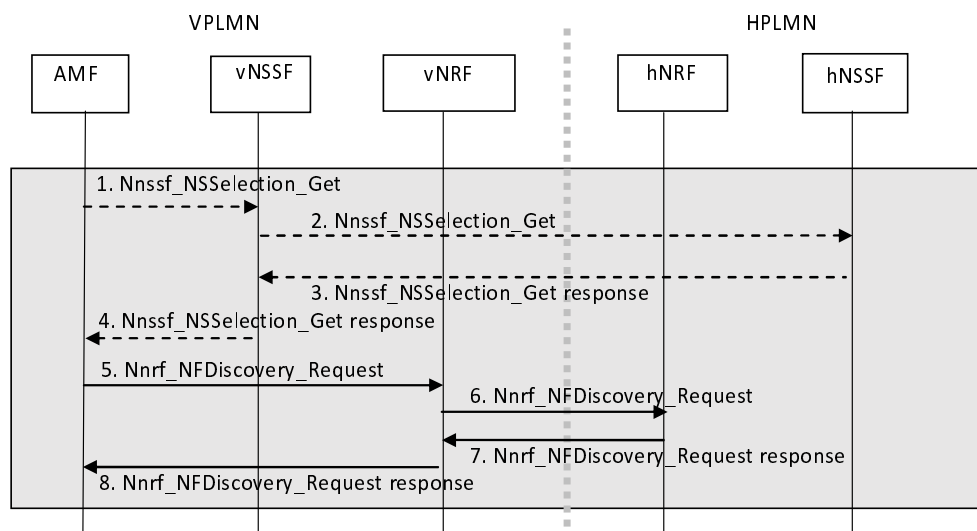 VPLMN
HPLMN
AMF
vNSSF
vNRF
hNRF
hNSSF
1. Nnssf_NSSelection_Get
2. Nnssf_NSSelection_Get
3. Nnssf_NSSelection_Get response
4. Nnssf_NSSelection_Get response
5. Nnrf_NFDiscovery_Request
6. Nnrf_NFDiscovery_Request
7. Nnrf_NFDiscovery_Request response
8. Nnrf_NFDiscovery_Request response